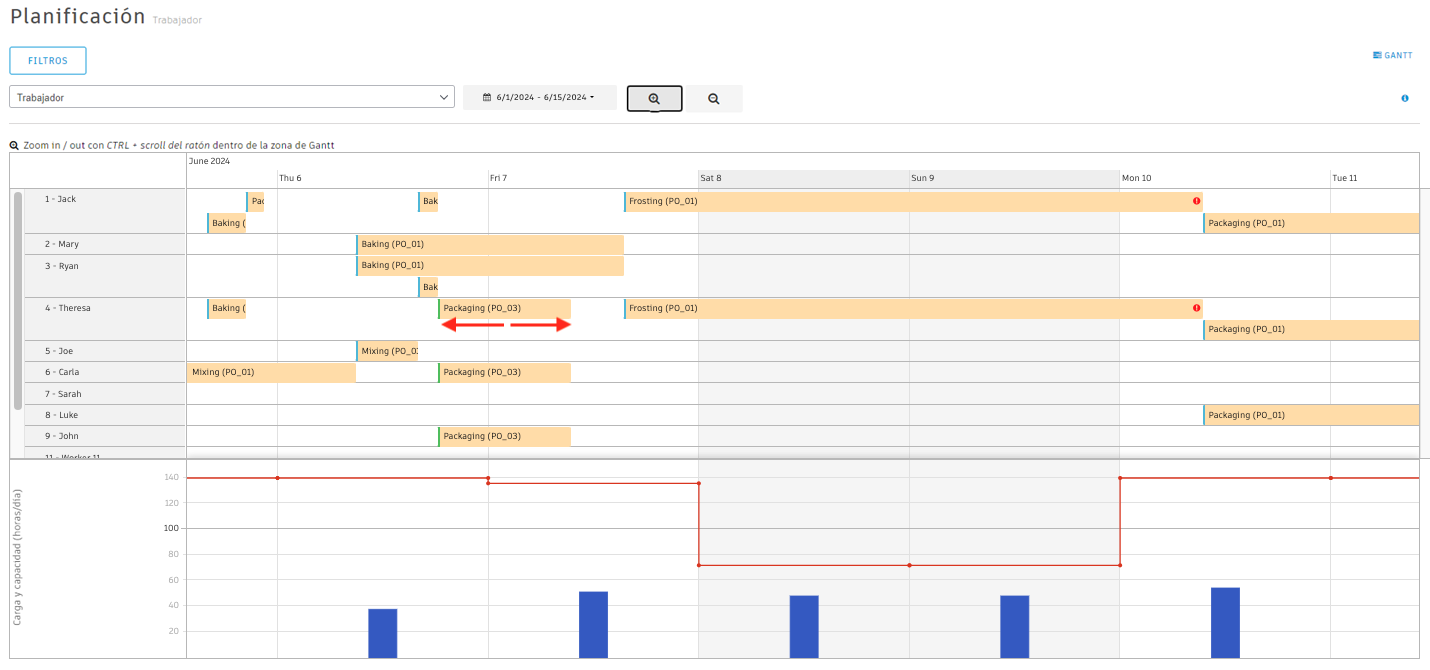 Planificación Trabajador
FILTROS
GANTT
Trabajador
6/1/2024 - 6/15/2024
Zoom in / out con CTRL + scroll del ratón dentro de la zona de Gantt
June 2024
Thu 6 Fri 7 Sat 8 Sun 9 Mon 10 Tue 11
1 - Jack
Pac Bak Frosting (PO_01)
Baking ( Packaging (PO_01)
2 - Mary Baking (PO_01)
3 - Ryan Baking (PO_01)
Bak
4 - Theresa Baking ( Packaging (PO_03) Frosting (PO_01)
Packaging (PO_01)
5 - Joe Mixing (PO_0
6 - Carla Mixing (PO_01) Packaging (PO_03)
7 - Sarah
8 - Luke Packaging (PO_01)
9 - John Packaging (PO_03)
11 - Worker 11
Carga y capacidad (horas/día)
140
120
100
80
60
40
20